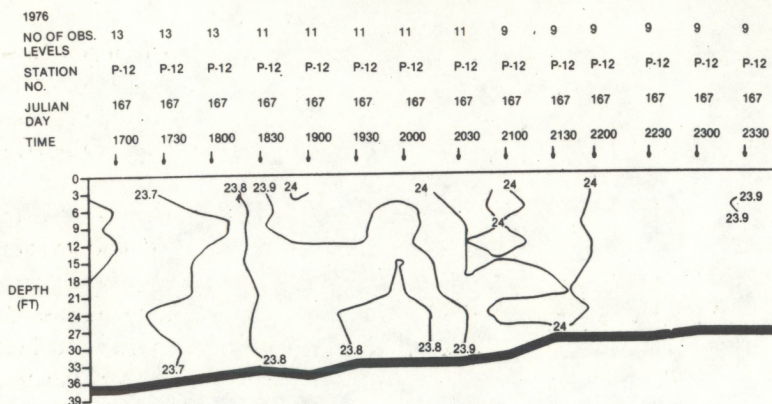 1976
NO OF OBS. LEVELS 13 13 13 11 11 11 11 11 9 9 9 9 9 9
STATION NO. P-12 P-12 P-12 P-12 P-12 P-12 P-12 P-12 P-12 P-12 P-12 P-12 P-12 P-12
JULIAN DAY 167 167 167 167 167 167 167 167 167 167 167 167 167 167
TIME 1700 1730 1800 1830 1900 1930 2000 2030 2100 2130 2200 2230 2300 2330
0
3 23.7 23.8 23.9 24 24 24 24 23.9
6
9 24 23.9
12
15
DEPTH (FT) 18
21
24
27 24
30 23.8 23.8 23.9
33 23.7 23.8
36
39